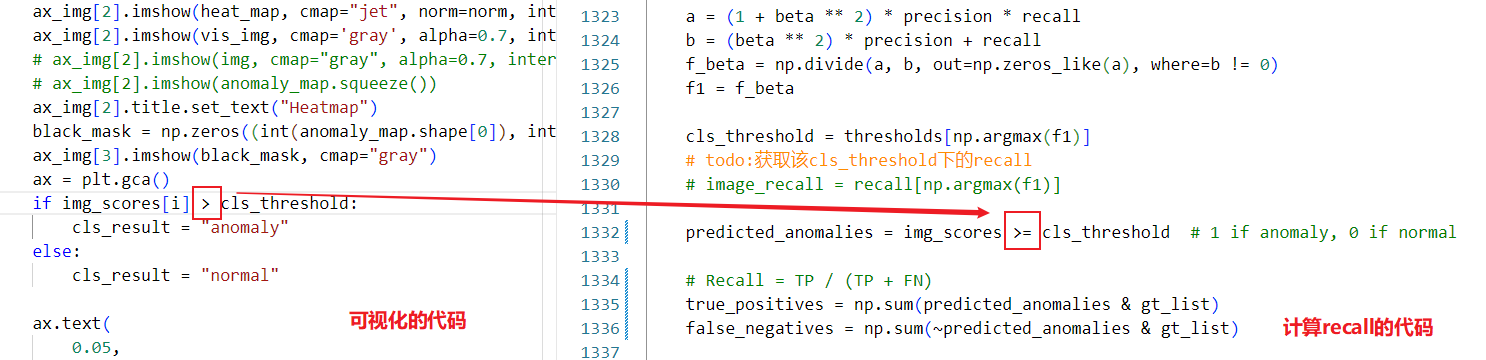 ax_img[2].imshow(heat_map, cmap="jet", norm=norm, int
ax_img[2].imshow(vis_img, cmap='gray', alpha=0.7, int
# ax_img[2].imshow(img, cmap="gray", alpha=0.7, inter
# ax_img[2].imshow(anomaly_map.squeeze())
ax_img[2].title.set_text("Heatmap")
black_mask = np.zeros((int(anomaly_map.shape[0]), int
ax_img[3].imshow(black_mask, cmap="gray")
ax = plt.gca()
if img_scores[i] > cls_threshold:
cls_result = "anomaly"
else:
cls_result = "normal"
可视化的代码
ax.text(
0.05,
1323 a = (1 + beta ** 2) * precision * recall
1324 b = (beta ** 2) * precision + recall
1325 f_beta = np.divide(a, b, out=np.zeros_like(a), where=b != 0)
1326 f1 = f_beta
1327
1328 cls_threshold = thresholds[np.argmax(f1)]
1329 # todo:获取该cls_threshold下的recall
1330 # image_recall = recall[np.argmax(f1)]
1331
1332 predicted_anomalies = img_scores >= cls_threshold # 1 if anomaly, 0 if normal
1333
1334 # Recall = TP / (TP + FN)
1335 true_positives = np.sum(predicted_anomalies & gt_list)
1336 false_negatives = np.sum(~predicted_anomalies & gt_list)
计算recall的代码
1337